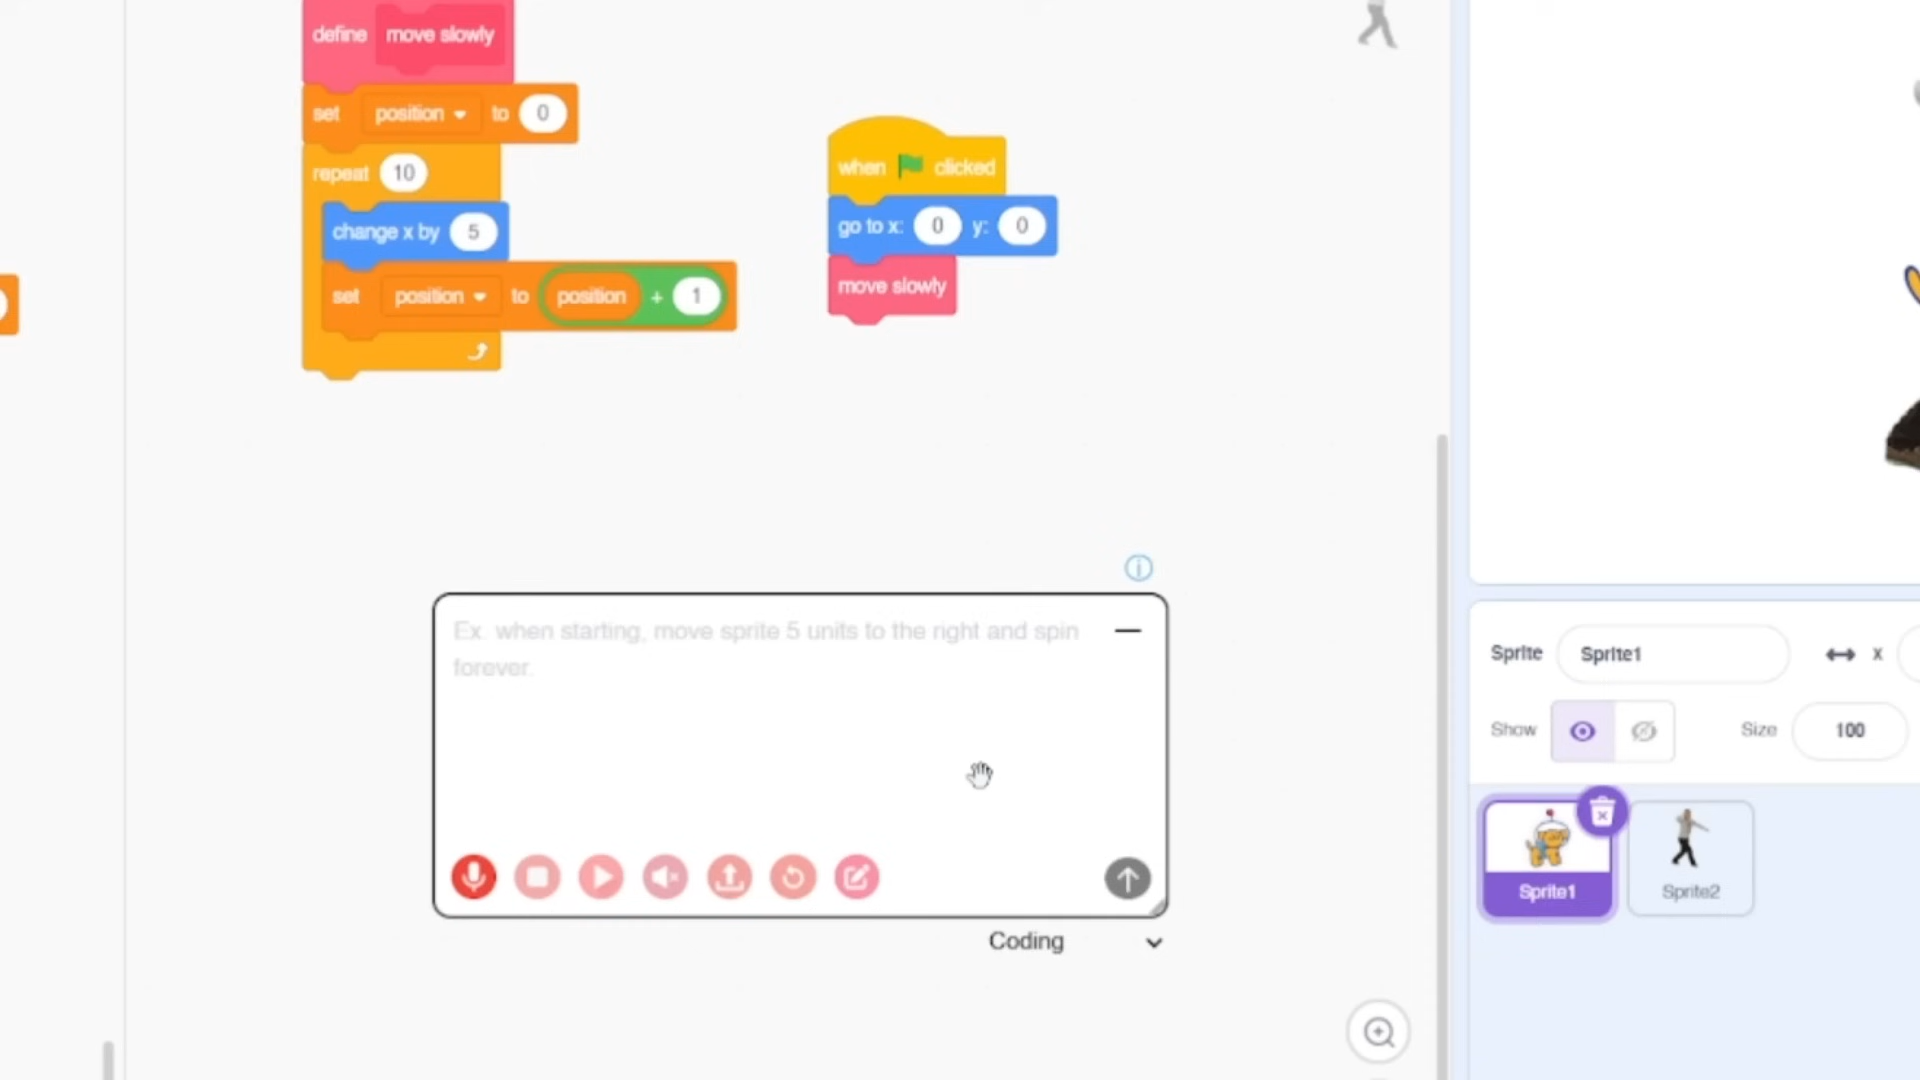 define move slowly
set position to 0
repeat 10
change x by 5
set position to position + 1
when clicked
go to x: 0 y: 0
move slowly
Ex. when starting, move sprite 5 units to the right and spin
forever.
Coding
Sprite Sprite1 x
Show Size 100
Sprite1 Sprite2